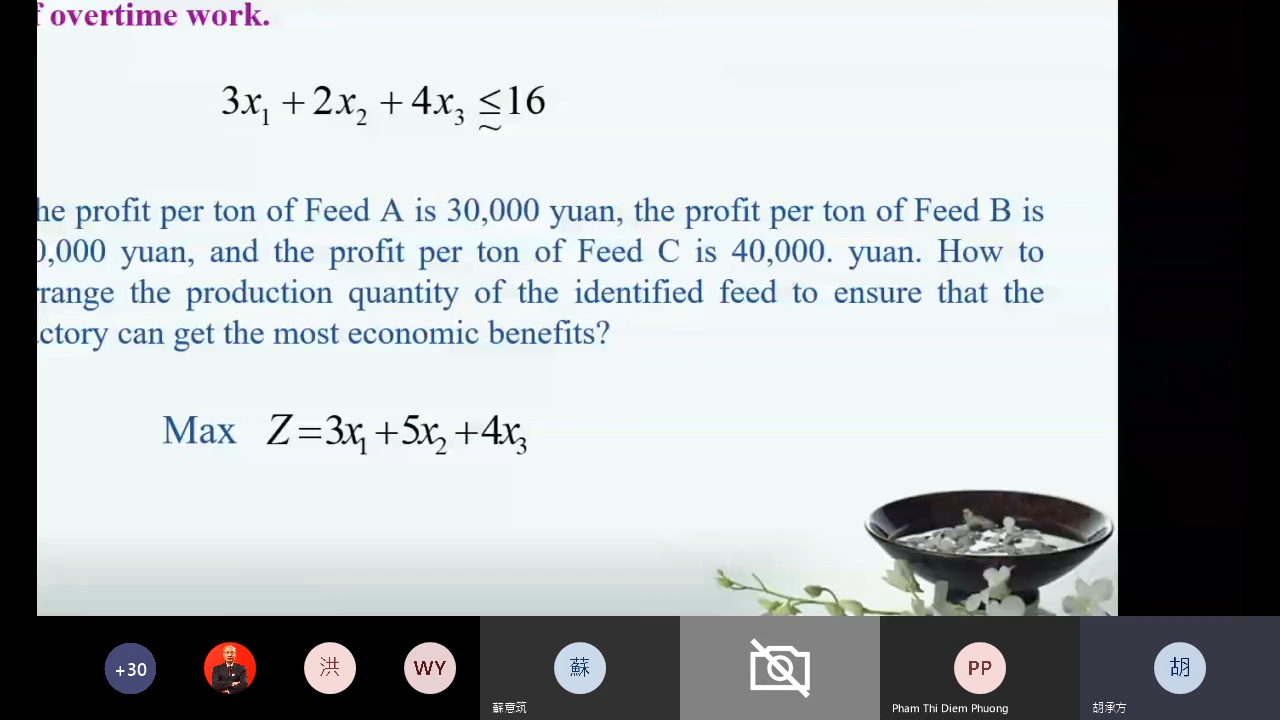 f overtime work.
3x₁ + 2x₂ + 4x₃ ≲ 16
he profit per ton of Feed A is 30,000 yuan, the profit per ton of Feed B is
0,000 yuan, and the profit per ton of Feed C is 40,000. yuan. How to
rrange the production quantity of the identified feed to ensure that the
actory can get the most economic benefits?
Max Z=3x₁+5x₂+4x₃
+30
洪
WY
蘇
PP
胡
蘇意筑
Pham Thi Diem Phuong
胡承方